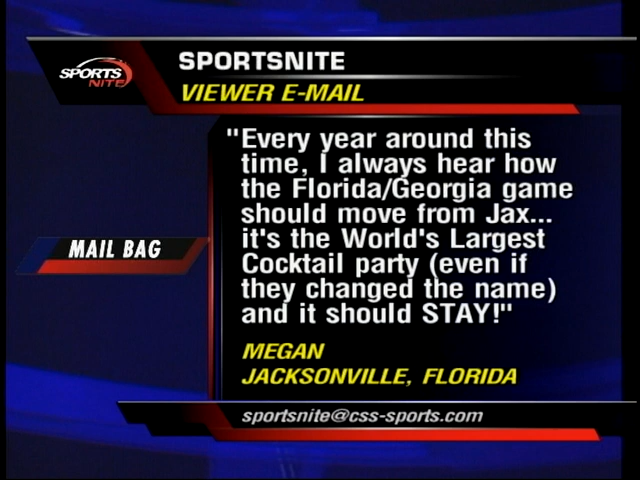 SPORTS
NITE
SPORTSNITE
VIEWER E-MAIL
MAIL BAG
"Every year around this
time, I always hear how
the Florida/Georgia game
should move from Jax...
it's the World's Largest
Cocktail party (even if
they changed the name)
and it should STAY!"
MEGAN
JACKSONVILLE, FLORIDA
sportsnite@css-sports.com